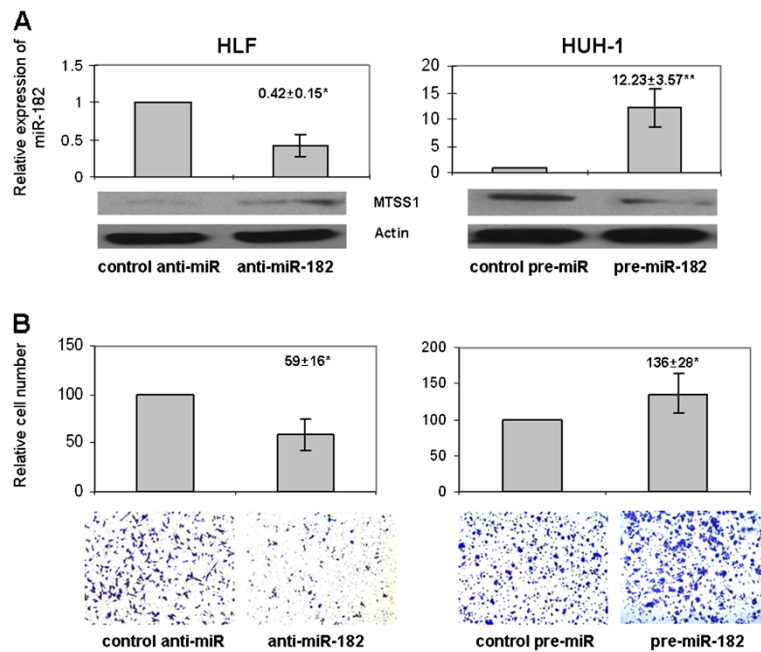 A
HLF
HUH-1
Relative expression of
miR-182
1.5
1
0.5
0
0.42±0.15*
20
15
10
5
0
12.23±3.57**
MTSS1
Actin
control anti-miR
anti-miR-182
control pre-miR
pre-miR-182
B
Relative cell number
150
100
50
0
59±16*
200
150
100
50
0
136±28*
control anti-miR
anti-miR-182
control pre-miR
pre-miR-182